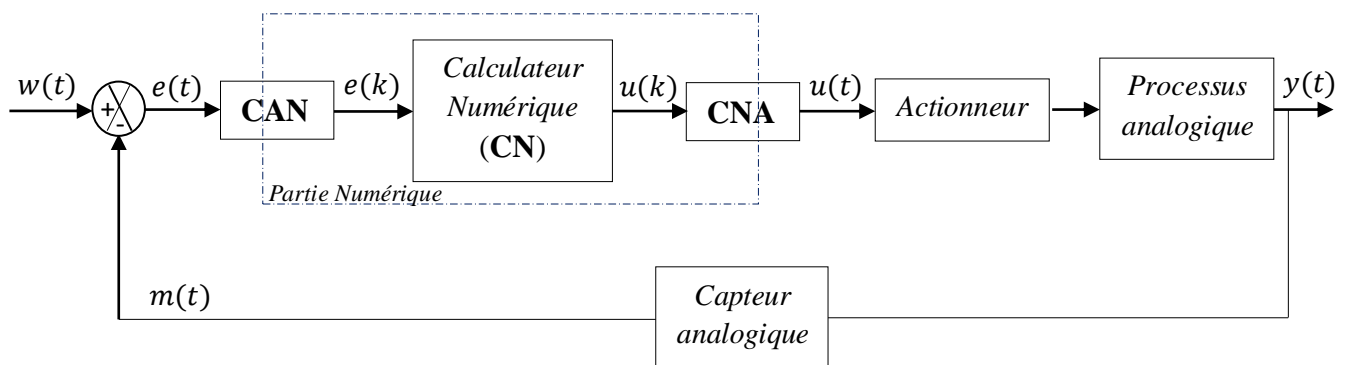 w(t)
+
-
e(t)
CAN
e(k)
Calculateur
Numérique
(CN)
u(k)
CNA
u(t)
Actionneur
Processus
analogique
y(t)
Partie Numérique
m(t)
Capteur
analogique